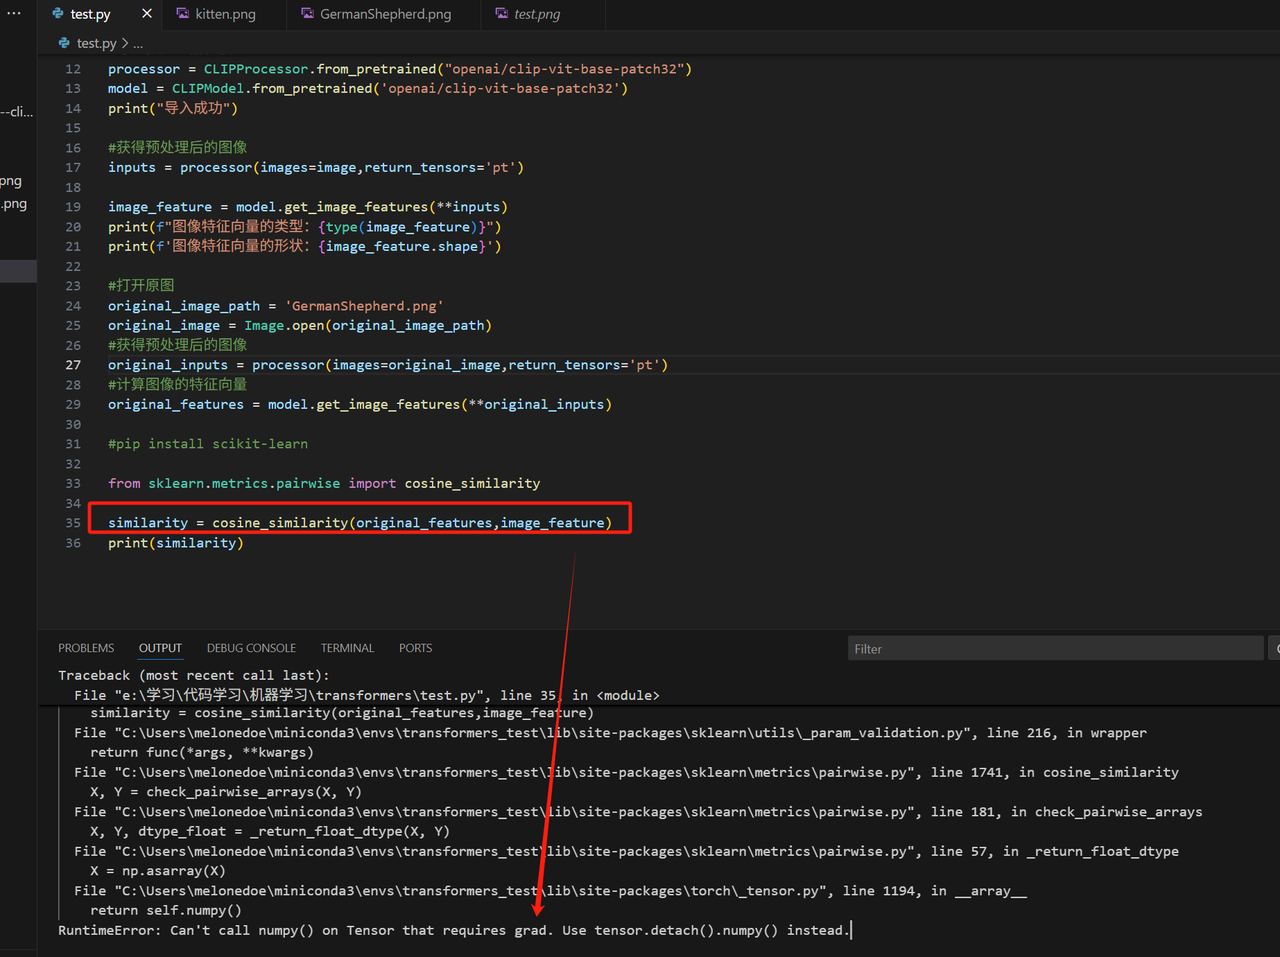 ··· test.py × kitten.png GermanShepherd.png test.png
test.py > ...
--cli...
png
.png
12 processor = CLIPProcessor.from_pretrained("openai/clip-vit-base-patch32")
13 model = CLIPModel.from_pretrained('openai/clip-vit-base-patch32')
14 print("导入成功")
15
16 #获得预处理后的图像
17 inputs = processor(images=image,return_tensors='pt')
18
19 image_feature = model.get_image_features(**inputs)
20 print(f"图像特征向量的类型: {type(image_feature)}")
21 print(f'图像特征向量的形状: {image_feature.shape}')
22
23 #打开原图
24 original_image_path = 'GermanShepherd.png'
25 original_image = Image.open(original_image_path)
26 #获得预处理后的图像
27 original_inputs = processor(images=original_image,return_tensors='pt')
28 #计算图像的特征向量
29 original_features = model.get_image_features(**original_inputs)
30
31 #pip install scikit-learn
32
33 from sklearn.metrics.pairwise import cosine_similarity
34
35 similarity = cosine_similarity(original_features,image_feature)
36 print(similarity)
PROBLEMS OUTPUT DEBUG CONSOLE TERMINAL PORTS Filter
Traceback (most recent call last):
File "e:\学习\代码学习\机器学习\transformers\test.py", line 35, in <module>
similarity = cosine_similarity(original_features,image_feature)
File "C:\Users\melonedoe\miniconda3\envs\transformers_test\lib\site-packages\sklearn\utils\_param_validation.py", line 216, in wrapper
return func(*args, **kwargs)
File "C:\Users\melonedoe\miniconda3\envs\transformers_test\lib\site-packages\sklearn\metrics\pairwise.py", line 1741, in cosine_similarity
X, Y = check_pairwise_arrays(X, Y)
File "C:\Users\melonedoe\miniconda3\envs\transformers_test\lib\site-packages\sklearn\metrics\pairwise.py", line 181, in check_pairwise_arrays
X, Y, dtype_float = _return_float_dtype(X, Y)
File "C:\Users\melonedoe\miniconda3\envs\transformers_test\lib\site-packages\sklearn\metrics\pairwise.py", line 57, in _return_float_dtype
X = np.asarray(X)
File "C:\Users\melonedoe\miniconda3\envs\transformers_test\lib\site-packages\torch\_tensor.py", line 1194, in __array__
return self.numpy()
RuntimeError: Can't call numpy() on Tensor that requires grad. Use tensor.detach().numpy() instead.